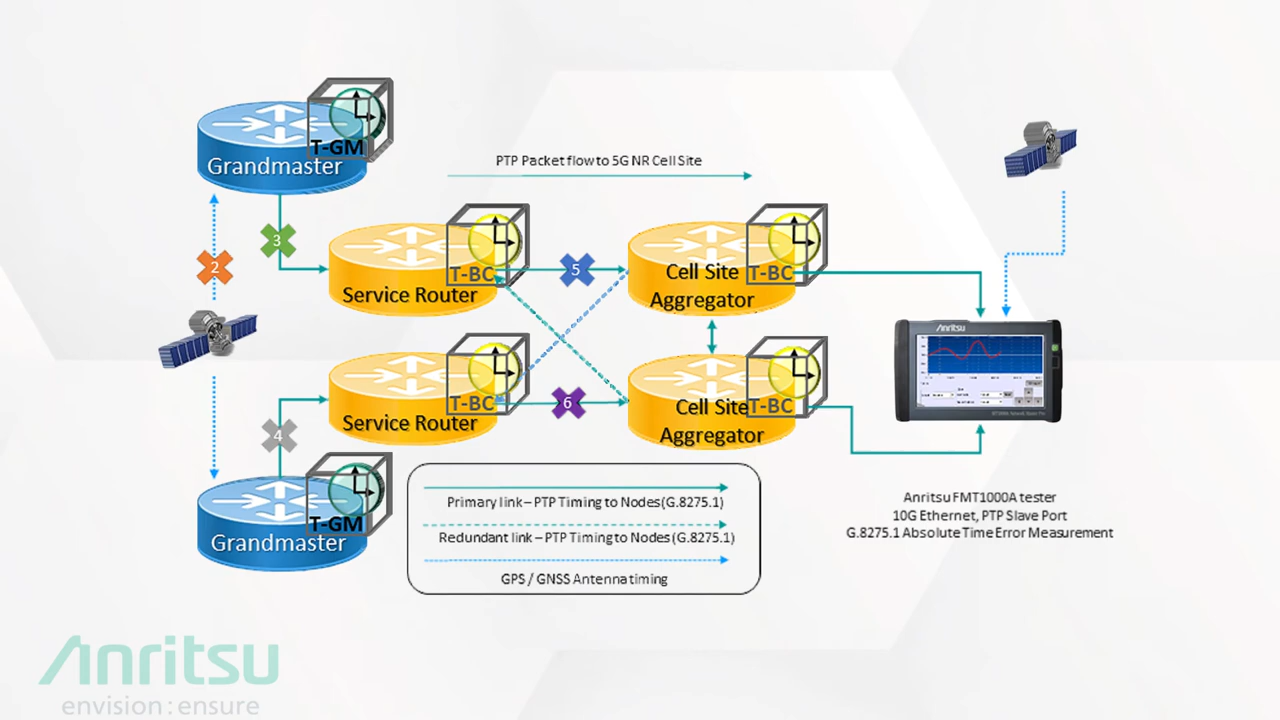 T-GM
Grandmaster
PTP Packet flow to 5G NR Cell Site
3
2
T-BC
Service Router
5
Cell Site T-BC
Aggregator
Anritsu
T-BC
Service Router
6
Cell Site T-BC
Aggregator
4
T-GM
Grandmaster
Primary link – PTP Timing to Nodes (G.8275.1)
Redundant link – PTP Timing to Nodes (G.8275.1)
GPS / GNSS Antenna timing
Anritsu FMT1000A tester
10G Ethernet, PTP Slave Port
G.8275.1 Absolute Time Error Measurement
Anritsu
envision : ensure